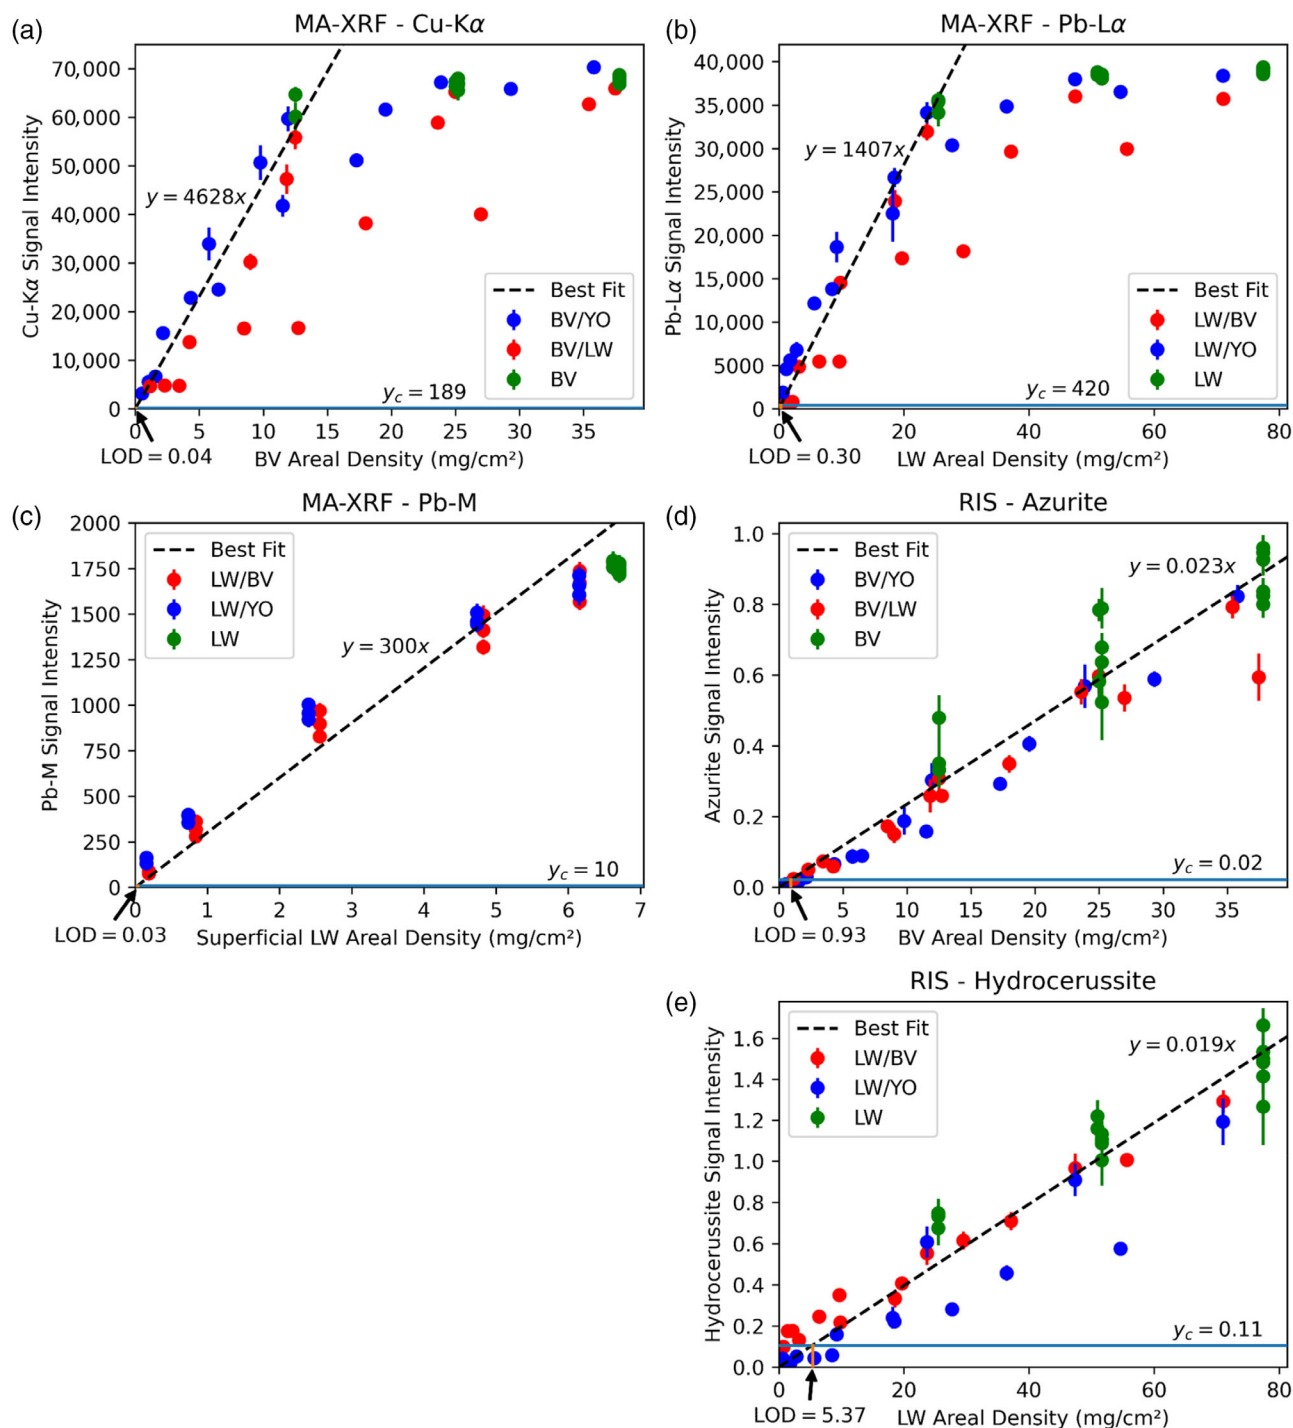 (a)
MA-XRF - Cu-Kα
Cu-Kα Signal Intensity
70,000
60,000
50,000
40,000
30,000
20,000
10,000
0
y = 4628x
Best Fit
BV/YO
BV/LW
BV
y_c = 189
0 5 10 15 20 25 30 35
LOD = 0.04
BV Areal Density (mg/cm²)
(b)
MA-XRF - Pb-Lα
Pb-Lα Signal Intensity
40,000
35,000
30,000
25,000
20,000
15,000
10,000
5000
0
y = 1407x
Best Fit
LW/BV
LW/YO
LW
y_c = 420
0 20 40 60 80
LOD = 0.30
LW Areal Density (mg/cm²)
(c)
MA-XRF - Pb-M
Pb-M Signal Intensity
2000
1750
1500
1250
1000
750
500
250
0
Best Fit
LW/BV
LW/YO
LW
y = 300x
y_c = 10
0 1 2 3 4 5 6 7
LOD = 0.03
Superficial LW Areal Density (mg/cm²)
(d)
RIS - Azurite
Azurite Signal Intensity
1.0
0.8
0.6
0.4
0.2
0.0
Best Fit
BV/YO
BV/LW
BV
y = 0.023x
y_c = 0.02
0 5 10 15 20 25 30 35
LOD = 0.93
BV Areal Density (mg/cm²)
(e)
RIS - Hydrocerussite
Hydrocerussite Signal Intensity
1.6
1.4
1.2
1.0
0.8
0.6
0.4
0.2
0.0
Best Fit
LW/BV
LW/YO
LW
y = 0.019x
y_c = 0.11
0 20 40 60 80
LOD = 5.37
LW Areal Density (mg/cm²)